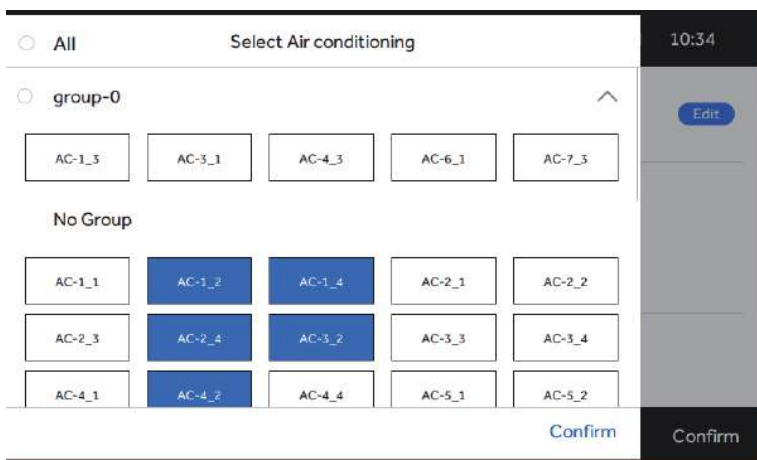 All Select Air conditioning 10:34
group-0
Edit
AC-1_3 AC-3_1 AC-4_3 AC-6_1 AC-7_3
No Group
AC-1_1 AC-1_2 AC-1_4 AC-2_1 AC-2_2
AC-2_3 AC-2_4 AC-3_2 AC-3_3 AC-3_4
AC-4_1 AC-4_2 AC-4_4 AC-5_1 AC-5_2
Confirm Confirm